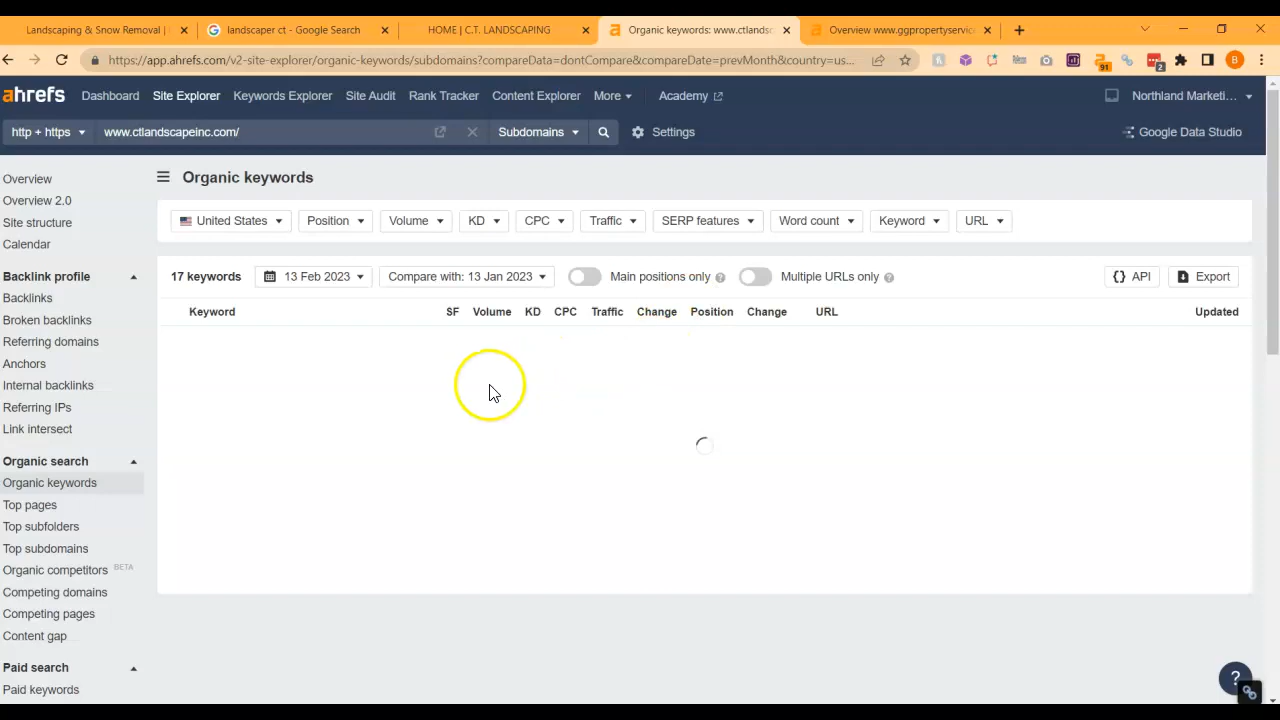 Landscaping & Snow Removal |
landscaper ct - Google Search
HOME | C.T. LANDSCAPING
Organic keywords: www.ctlands
Overview www.ggpropertyservice
https://app.ahrefs.com/v2-site-explorer/organic-keywords/subdomains?compareData=dontCompare&compareDate=prevMonth&country=us...
91
2
B
ahrefs
Dashboard
Site Explorer
Keywords Explorer
Site Audit
Rank Tracker
Content Explorer
More
Academy
Northland Marketi...
http + https
www.ctlandscapeinc.com/
Subdomains
Settings
Google Data Studio
Overview
Overview 2.0
Site structure
Calendar
Backlink profile
Backlinks
Broken backlinks
Referring domains
Anchors
Internal backlinks
Referring IPs
Link intersect
Organic search
Organic keywords
Top pages
Top subfolders
Top subdomains
Organic competitors BETA
Competing domains
Competing pages
Content gap
Paid search
Paid keywords
Organic keywords
United States
Position
Volume
KD
CPC
Traffic
SERP features
Word count
Keyword
URL
17 keywords
13 Feb 2023
Compare with: 13 Jan 2023
Main positions only ?
Multiple URLs only ?
{} API
Export
Keyword
SF
Volume
KD
CPC
Traffic
Change
Position
Change
URL
Updated
?